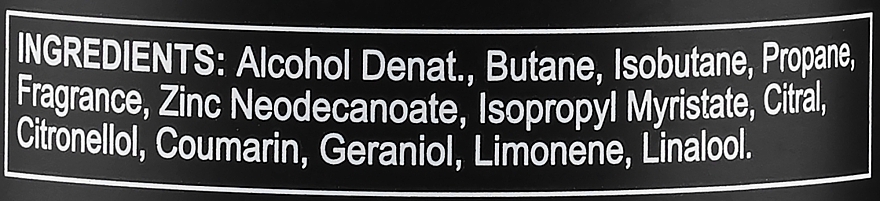 INGREDIENTS: Alcohol Denat., Butane, Isobutane, Propane,
Fragrance, Zinc Neodecanoate, Isopropyl Myristate, Citral,
Citronellol, Coumarin, Geraniol, Limonene, Linalool.